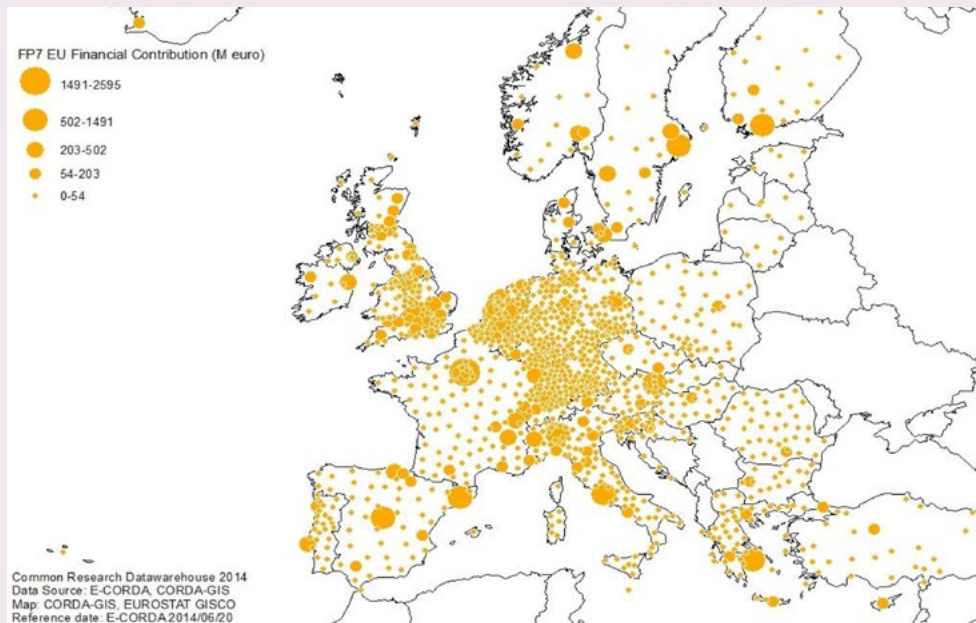 FP7 EU Financial Contribution (M euro)
1491-2595
502-1491
203-502
54-203
0-54
Common Research Datawarehouse 2014
Data Source: E-CORDA, CORDA-GIS
Map: CORDA-GIS, EUROSTAT GISCO
Reference date: E-CORDA 2014/06/20